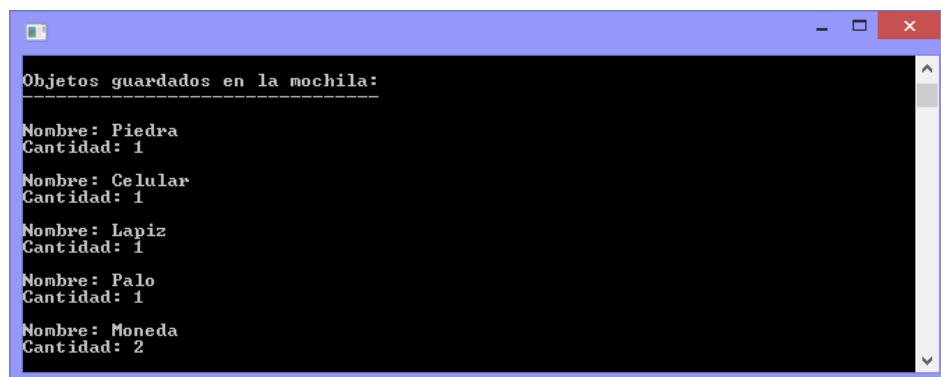 Objetos guardados en la mochila:
--------------------------------
Nombre: Piedra
Cantidad: 1
Nombre: Celular
Cantidad: 1
Nombre: Lapiz
Cantidad: 1
Nombre: Palo
Cantidad: 1
Nombre: Moneda
Cantidad: 2